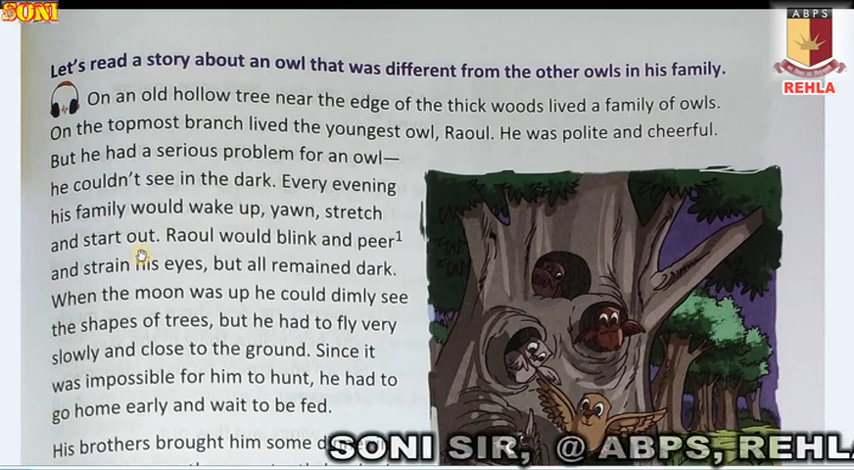 SONI
ABPS
REHLA
Let's read a story about an owl that was different from the other owls in his family.
On an old hollow tree near the edge of the thick woods lived a family of owls.
On the topmost branch lived the youngest owl, Raoul. He was polite and cheerful.
But he had a serious problem for an owl—
he couldn't see in the dark. Every evening
his family would wake up, yawn, stretch
and start out. Raoul would blink and peer¹
and strain his eyes, but all remained dark.
When the moon was up he could dimly see
the shapes of trees, but he had to fly very
slowly and close to the ground. Since it
was impossible for him to hunt, he had to
go home early and wait to be fed.
His brothers brought him some
SONI SIR, @ ABPS, REHLA